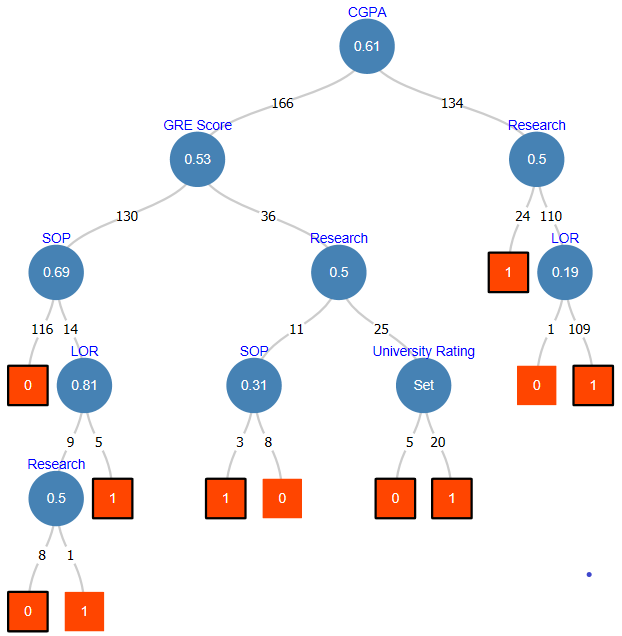 CGPA
0.61
166 134
GRE Score Research
0.53 0.5
130 36 24 110
SOP Research LOR
0.69 0.5 1 0.19
116 14 11 25 1 109
LOR SOP University Rating
0 0.81 0.31 Set 0 1
9 5 3 8 5 20
Research
0.5 1 1 0 0 1
8 1
0 1